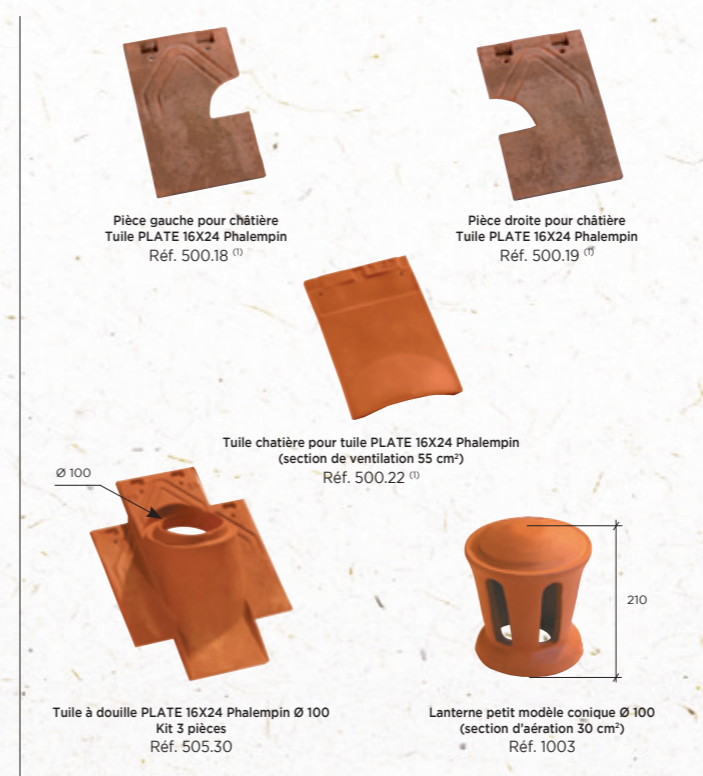 Pièce gauche pour châtière
Tuile PLATE 16X24 Phalempin
Réf. 500.18 (1)
Pièce droite pour châtière
Tuile PLATE 16X24 Phalempin
Réf. 500.19 (1)
Tuile chatière pour tuile PLATE 16X24 Phalempin
(section de ventilation 55 cm²)
Réf. 500.22 (1)
Ø 100
210
Tuile à douille PLATE 16X24 Phalempin Ø 100
Kit 3 pièces
Réf. 505.30
Lanterne petit modèle conique Ø 100
(section d'aération 30 cm²)
Réf. 1003